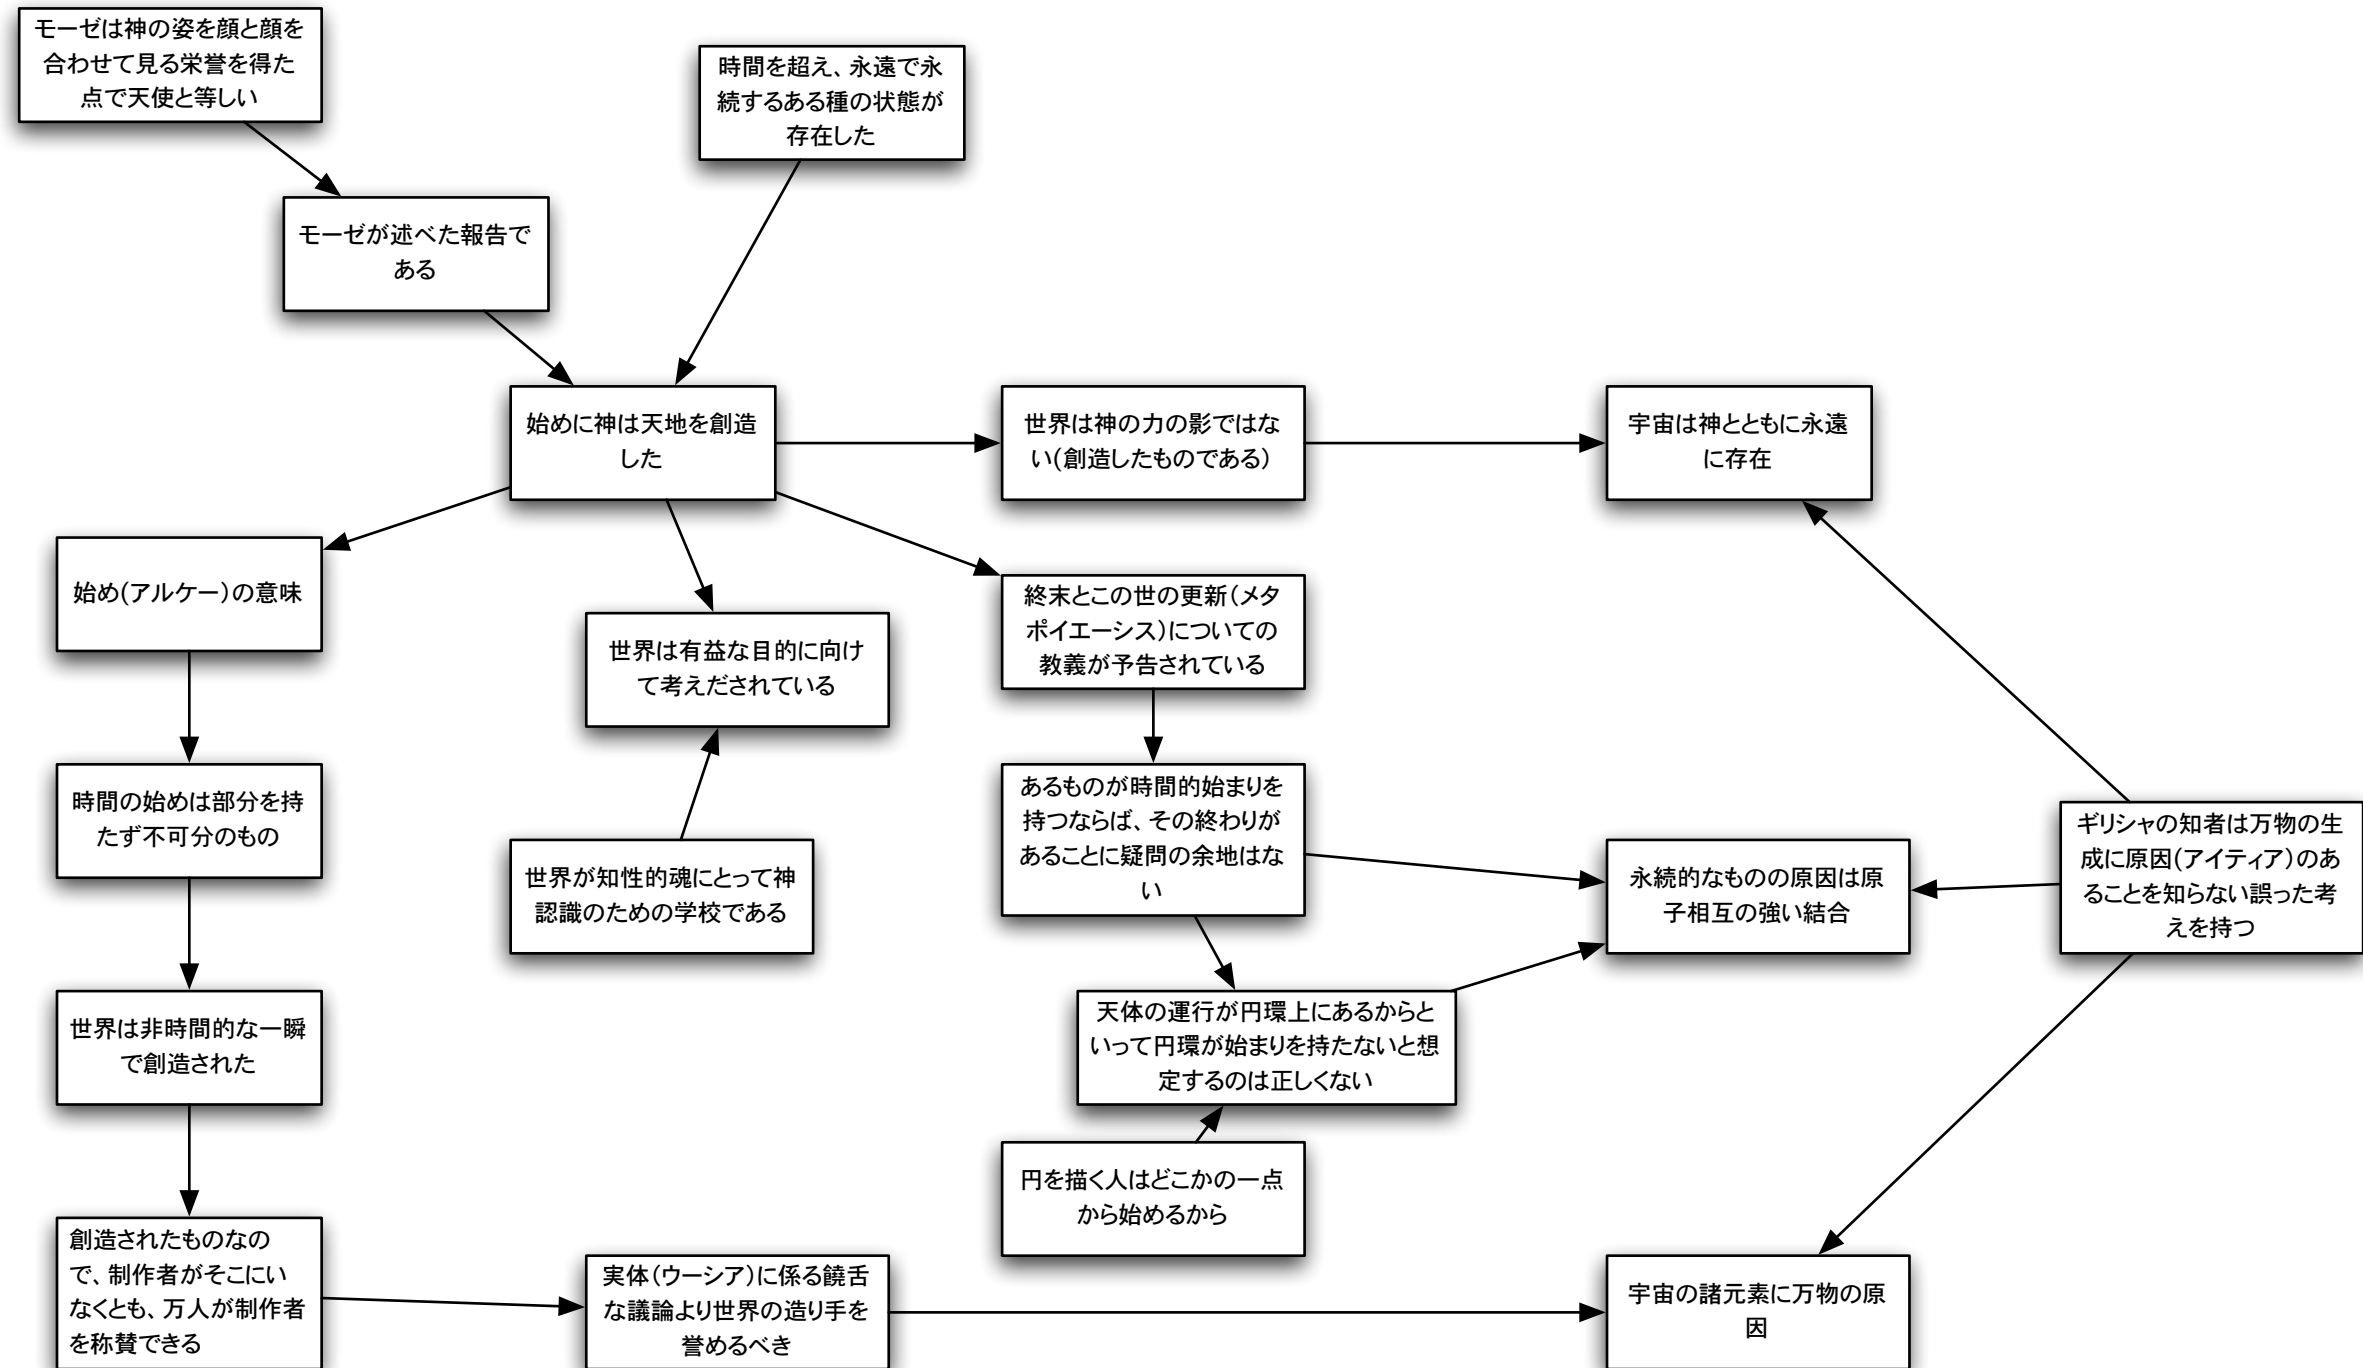 モーゼは神の姿を顔と顔を
合わせて見る栄誉を得た
点で天使と等しい
時間を超え、永遠で永
続するある種の状態が
存在した
モーゼが述べた報告で
ある
始めに神は天地を創造
した
世界は神の力の影ではな
い(創造したものである)
宇宙は神とともに永遠
に存在
始め(アルケー)の意味
世界は有益な目的に向け
て考えだされている
終末とこの世の更新(メタ
ポイエーシス)についての
教義が予告されている
時間の始めは部分を持
たず不可分のもの
世界が知性的魂にとって神
認識のための学校である
あるものが時間的始まりを
持つならば、その終わりが
あることに疑問の余地はな
い
永続的なものの原因は原
子相互の強い結合
ギリシャの知者は万物の生
成に原因(アイティア)のあ
ることを知らない誤った考
えを持つ
世界は非時間的な一瞬
で創造された
天体の運行が円環上にあるからと
いって円環が始まりを持たないと想
定するのは正しくない
円を描く人はどこかの一点
から始めるから
創造されたものなの
で、制作者がそこにい
なくとも、万人が制作者
を称賛できる
実体(ウーシア)に係る饒舌
な議論より世界の造り手を
誉めるべき
宇宙の諸元素に万物の原
因